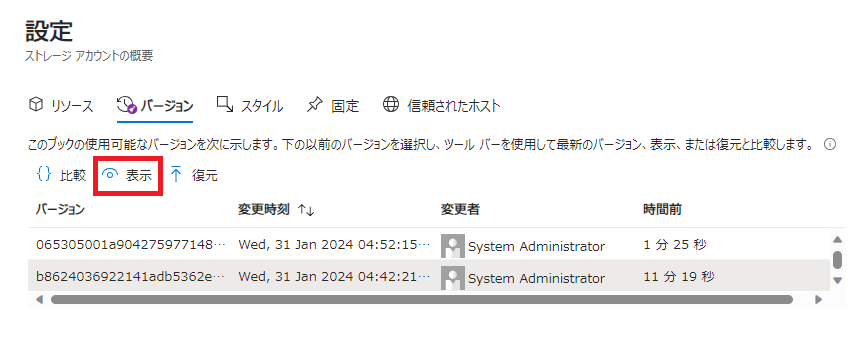 設定
ストレージ アカウントの概要
リソース バージョン スタイル 固定 信頼されたホスト
このブックの使用可能なバージョンを次に示します。下の以前のバージョンを選択し、ツール バーを使用して最新のバージョン、表示、または復元と比較します。
{} 比較 表示 復元
バージョン 変更時刻 ↑↓ 変更者 時間前
065305001a904275977148… Wed, 31 Jan 2024 04:52:15… System Administrator 1 分 25 秒
b8624036922141adb5362e… Wed, 31 Jan 2024 04:42:21… System Administrator 11 分 19 秒